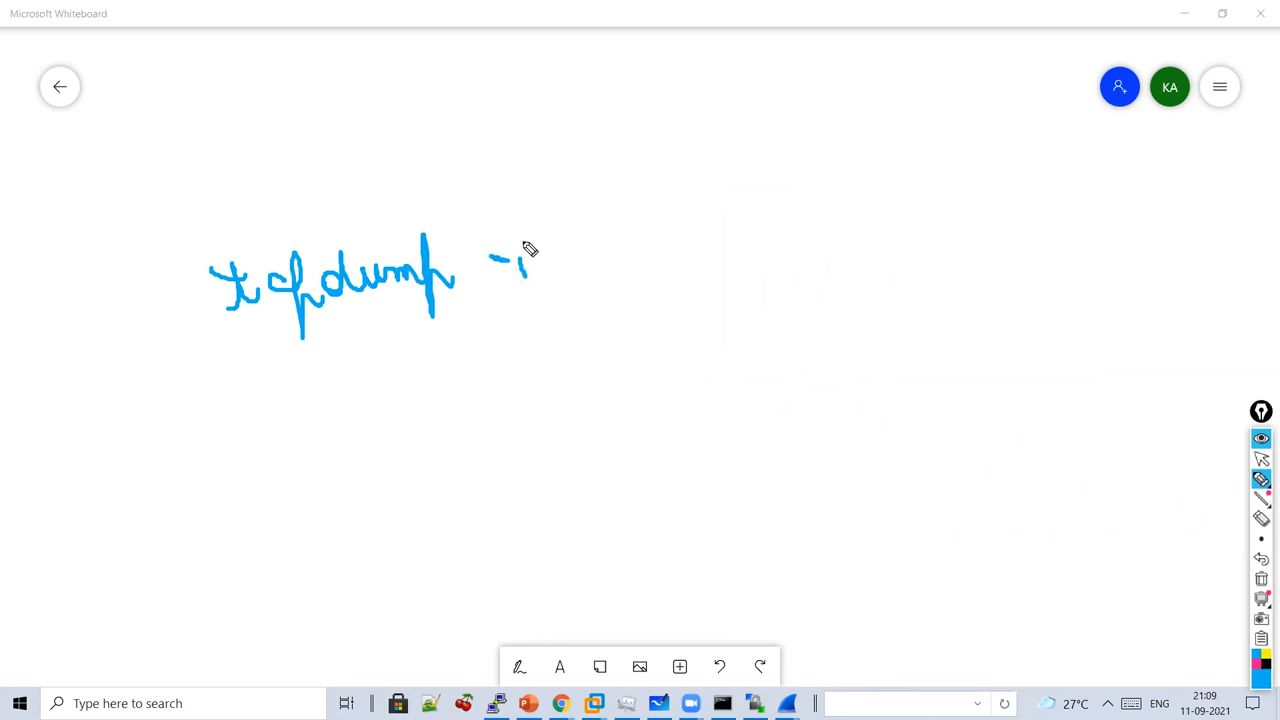 Microsoft Whiteboard
KA
tcpdump -i
A
Type here to search
27°C
ENG
21:09
11-09-2021